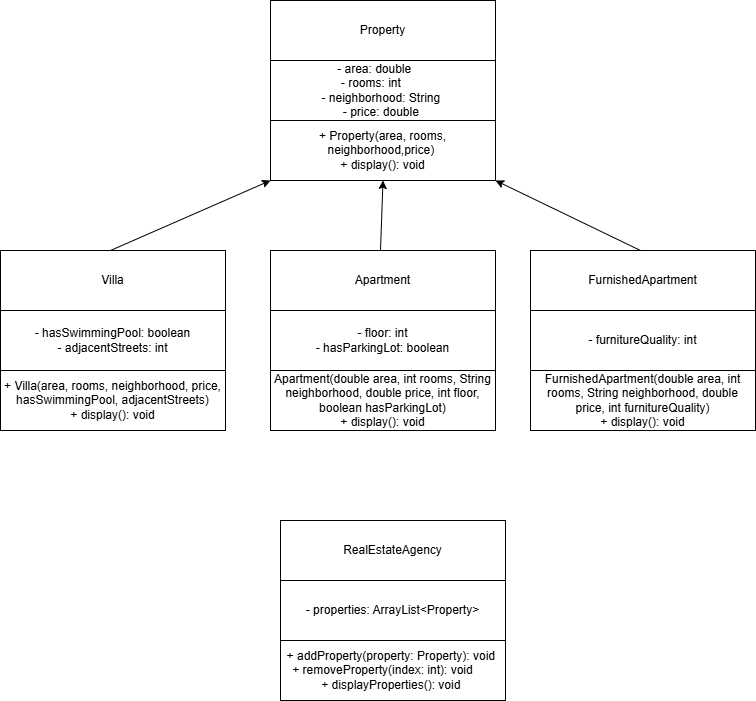 Property
- area: double
- rooms: int
- neighborhood: String
- price: double
+ Property(area, rooms,
neighborhood,price)
+ display(): void
Villa
- hasSwimmingPool: boolean
- adjacentStreets: int
+ Villa(area, rooms, neighborhood, price,
hasSwimmingPool, adjacentStreets)
+ display(): void
Apartment
- floor: int
- hasParkingLot: boolean
Apartment(double area, int rooms, String
neighborhood, double price, int floor,
boolean hasParkingLot)
+ display(): void
FurnishedApartment
- furnitureQuality: int
FurnishedApartment(double area, int
rooms, String neighborhood, double
price, int furnitureQuality)
+ display(): void
RealEstateAgency
- properties: ArrayList<Property>
+ addProperty(property: Property): void
+ removeProperty(index: int): void
+ displayProperties(): void